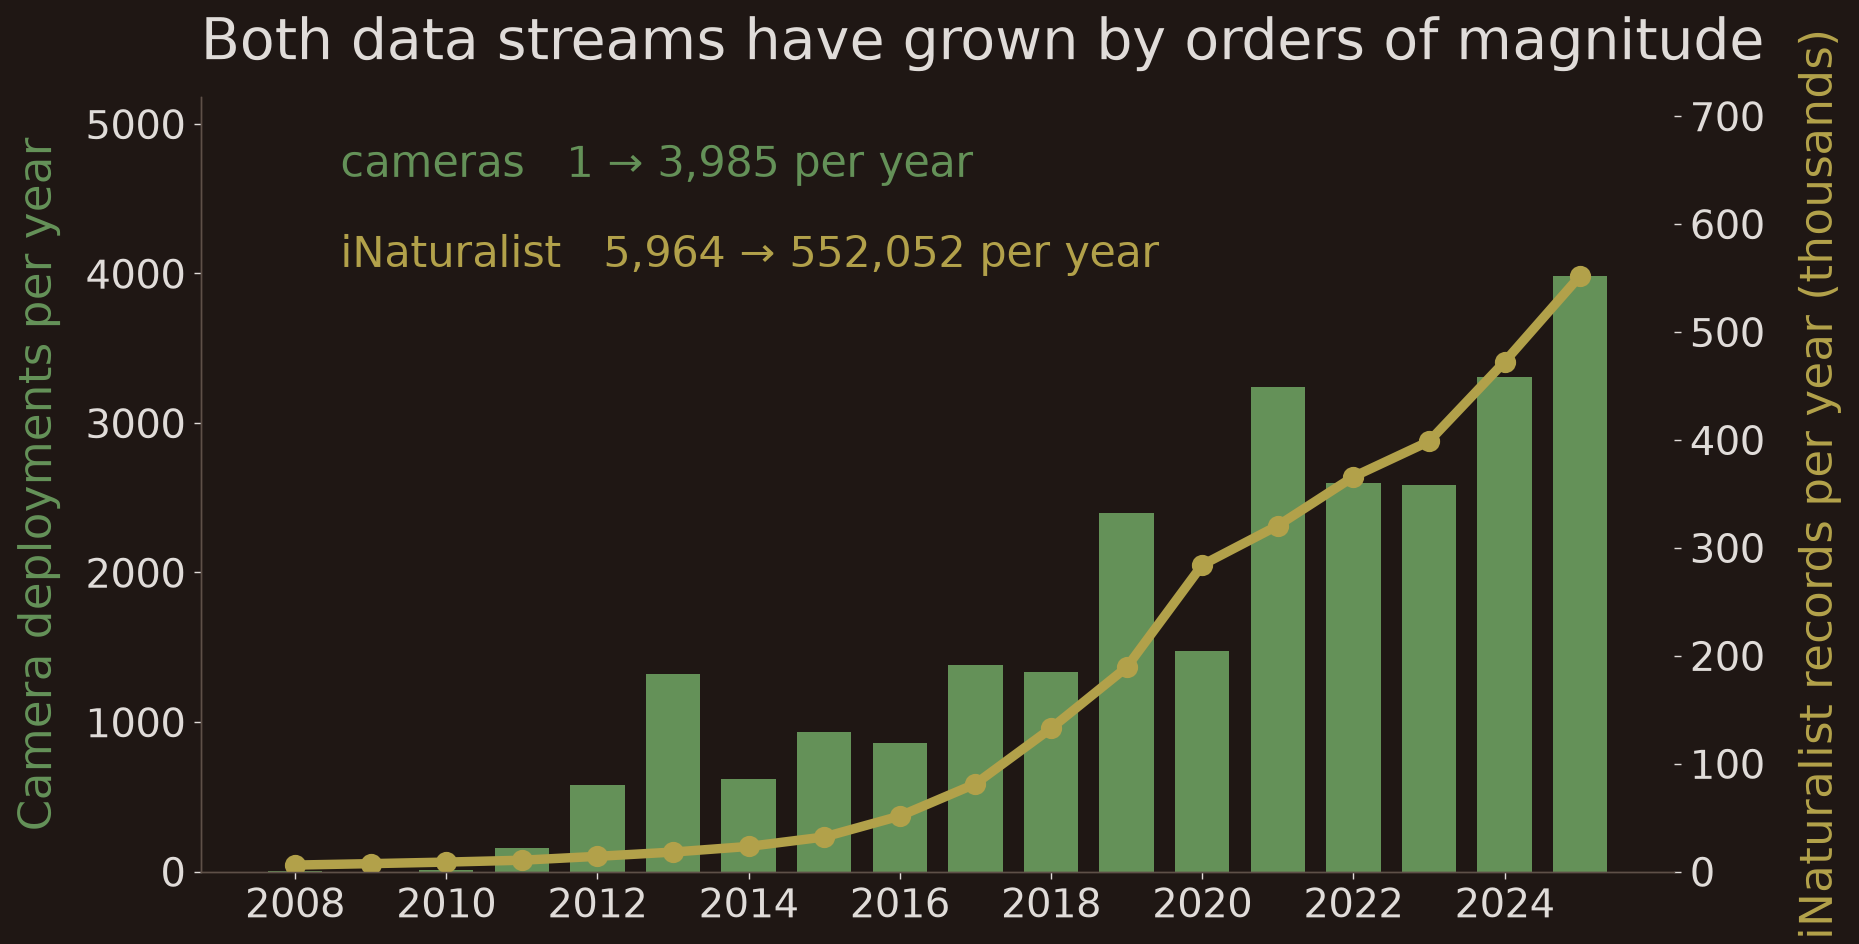 Both data streams have grown by orders of magnitude
Camera deployments per year
5000
4000
3000
2000
1000
0
cameras 1 → 3,985 per year
iNaturalist 5,964 → 552,052 per year
700
600
500
400
300
200
100
0
iNaturalist records per year (thousands)
2008 2010 2012 2014 2016 2018 2020 2022 2024